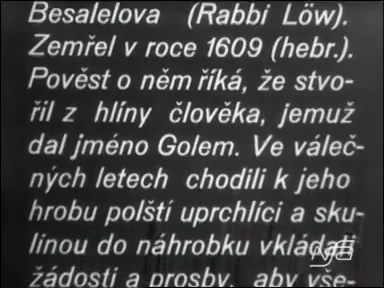 Besalelova (Rabbi Löw).
Zemřel v roce 1609 (hebr.).
Pověst o něm říká, že stvo-
řil z hlíny člověka, jemuž
dal jméno Golem. Ve váleč-
ných letech chodili k jeho
hrobu polští uprchlíci a sku-
linou do náhrobku vkládali
žádosti a prosby, aby vše-